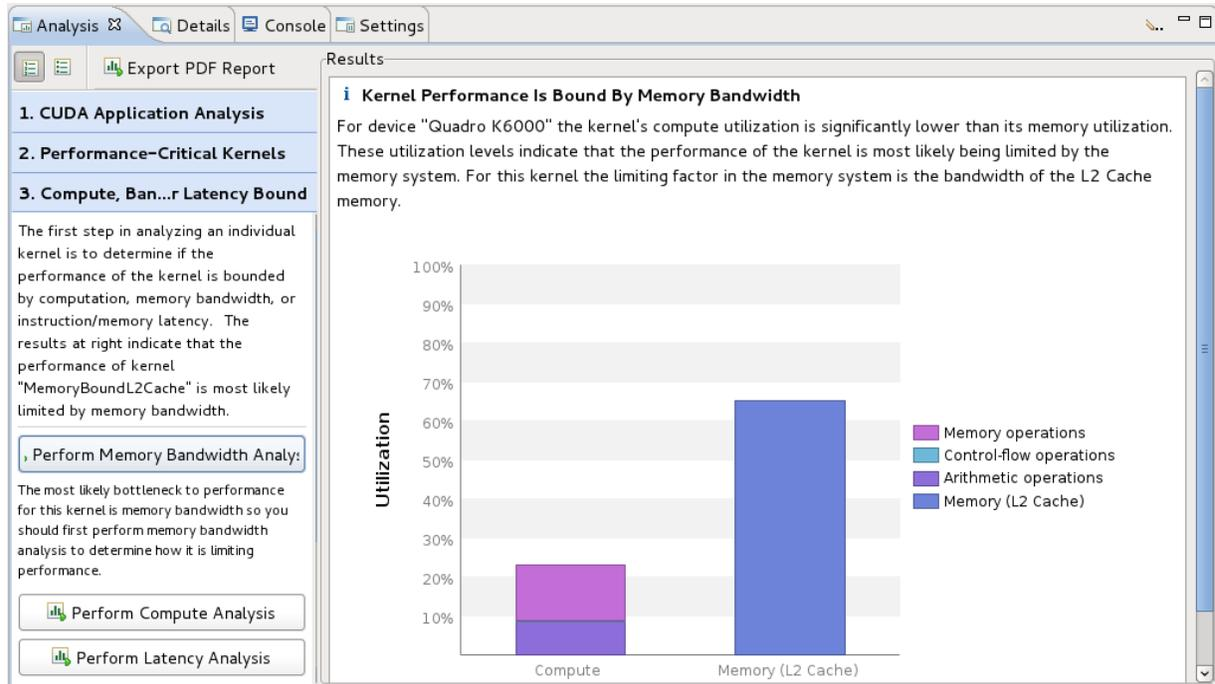 Analysis
Details
Console
Settings
Export PDF Report
1. CUDA Application Analysis
2. Performance-Critical Kernels
3. Compute, Ban...r Latency Bound
The first step in analyzing an individual
kernel is to determine if the
performance of the kernel is bounded
by computation, memory bandwidth, or
instruction/memory latency. The
results at right indicate that the
performance of kernel
"MemoryBoundL2Cache" is most likely
limited by memory bandwidth.
Perform Memory Bandwidth Analys
The most likely bottleneck to performance
for this kernel is memory bandwidth so you
should first perform memory bandwidth
analysis to determine how it is limiting
performance.
Perform Compute Analysis
Perform Latency Analysis
Results
i Kernel Performance Is Bound By Memory Bandwidth
For device "Quadro K6000" the kernel's compute utilization is significantly lower than its memory utilization.
These utilization levels indicate that the performance of the kernel is most likely being limited by the
memory system. For this kernel the limiting factor in the memory system is the bandwidth of the L2 Cache
memory.
100%
90%
80%
70%
60%
50%
40%
30%
20%
10%
Utilization
Compute
Memory (L2 Cache)
Memory operations
Control-flow operations
Arithmetic operations
Memory (L2 Cache)